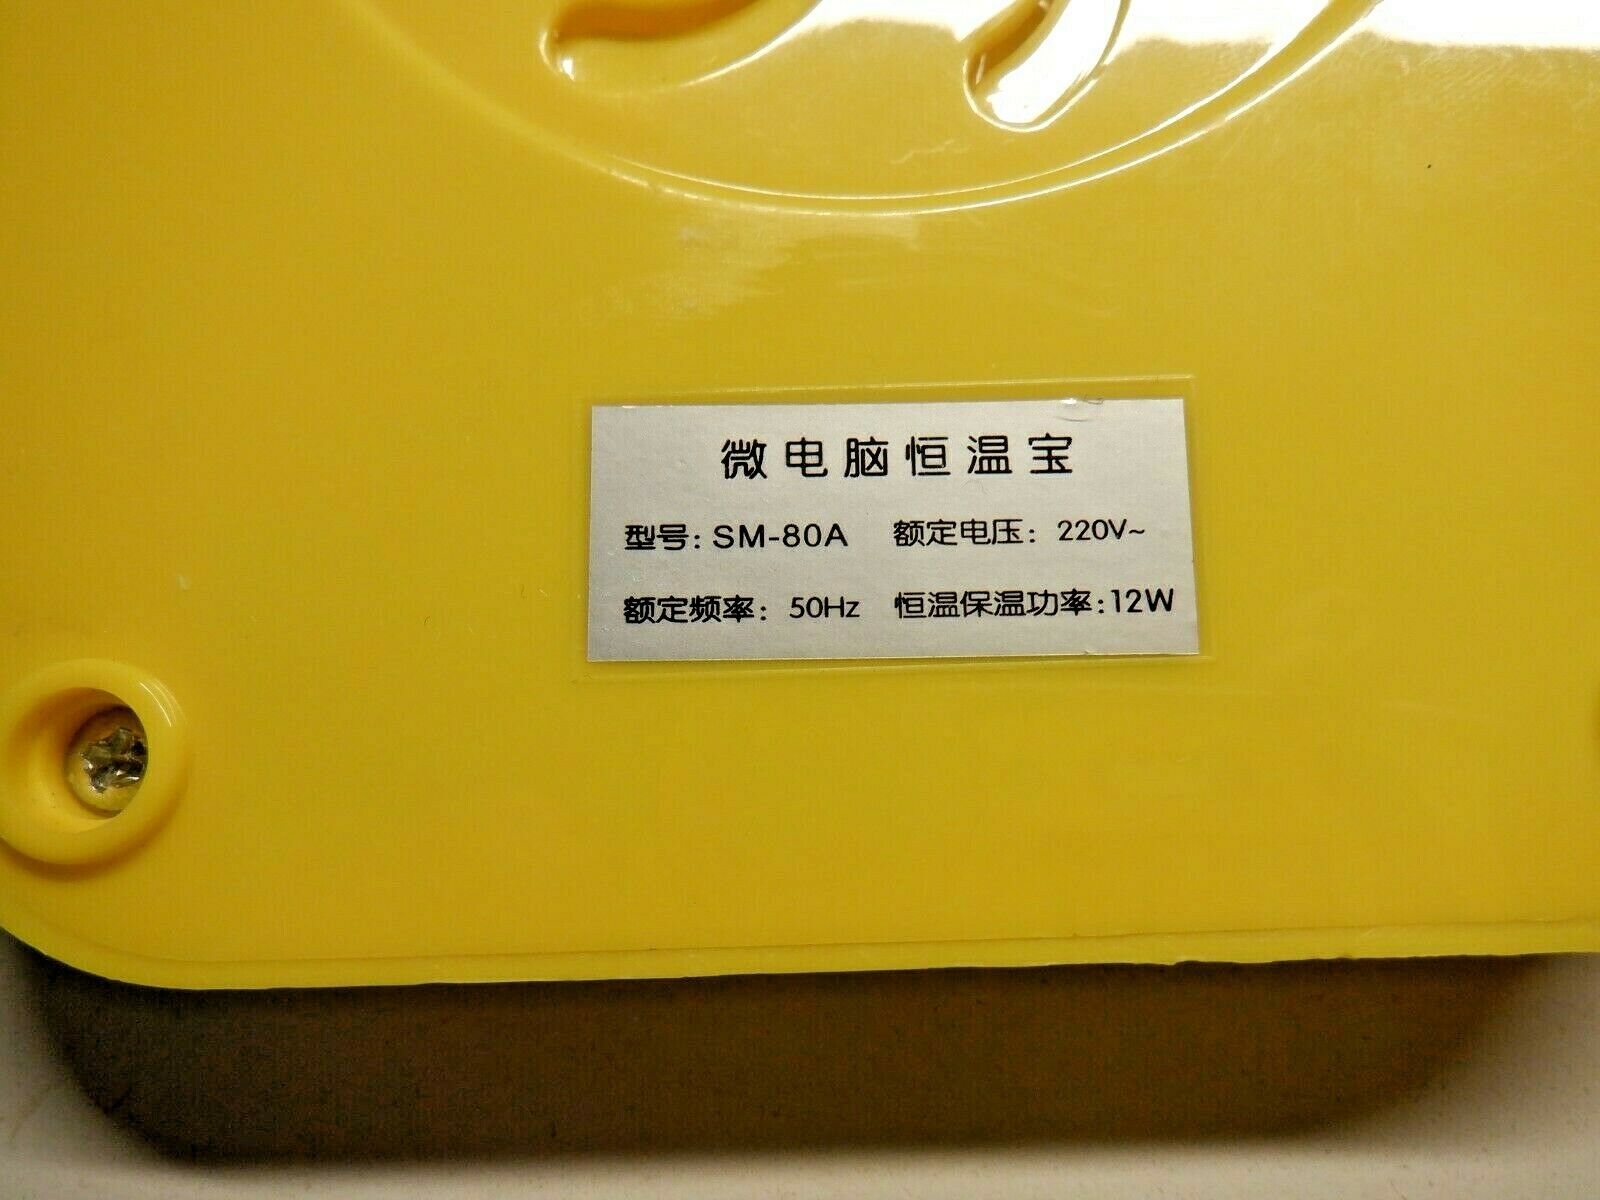 微电脑恒温宝
型号: SM-80A 额定电压: 220V~
额定频率: 50Hz 恒温保温功率:12W